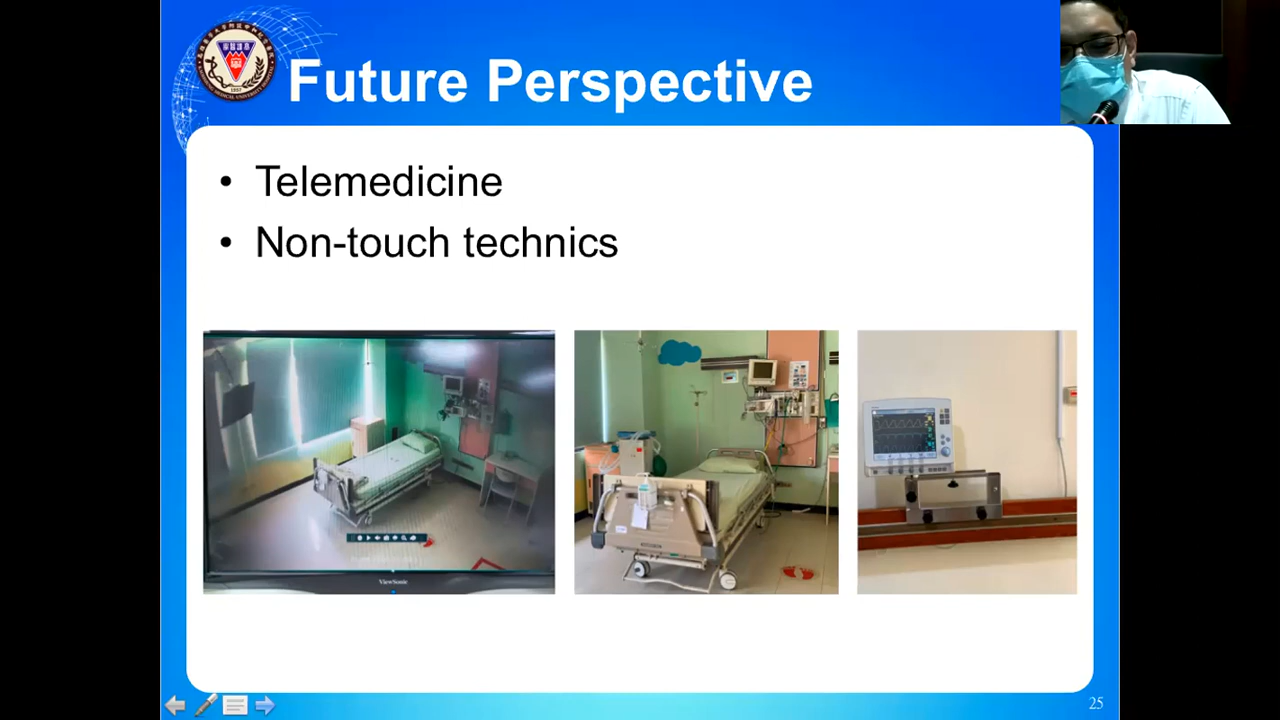 Future Perspective
• Telemedicine
• Non-touch technics
ViewSonic
25